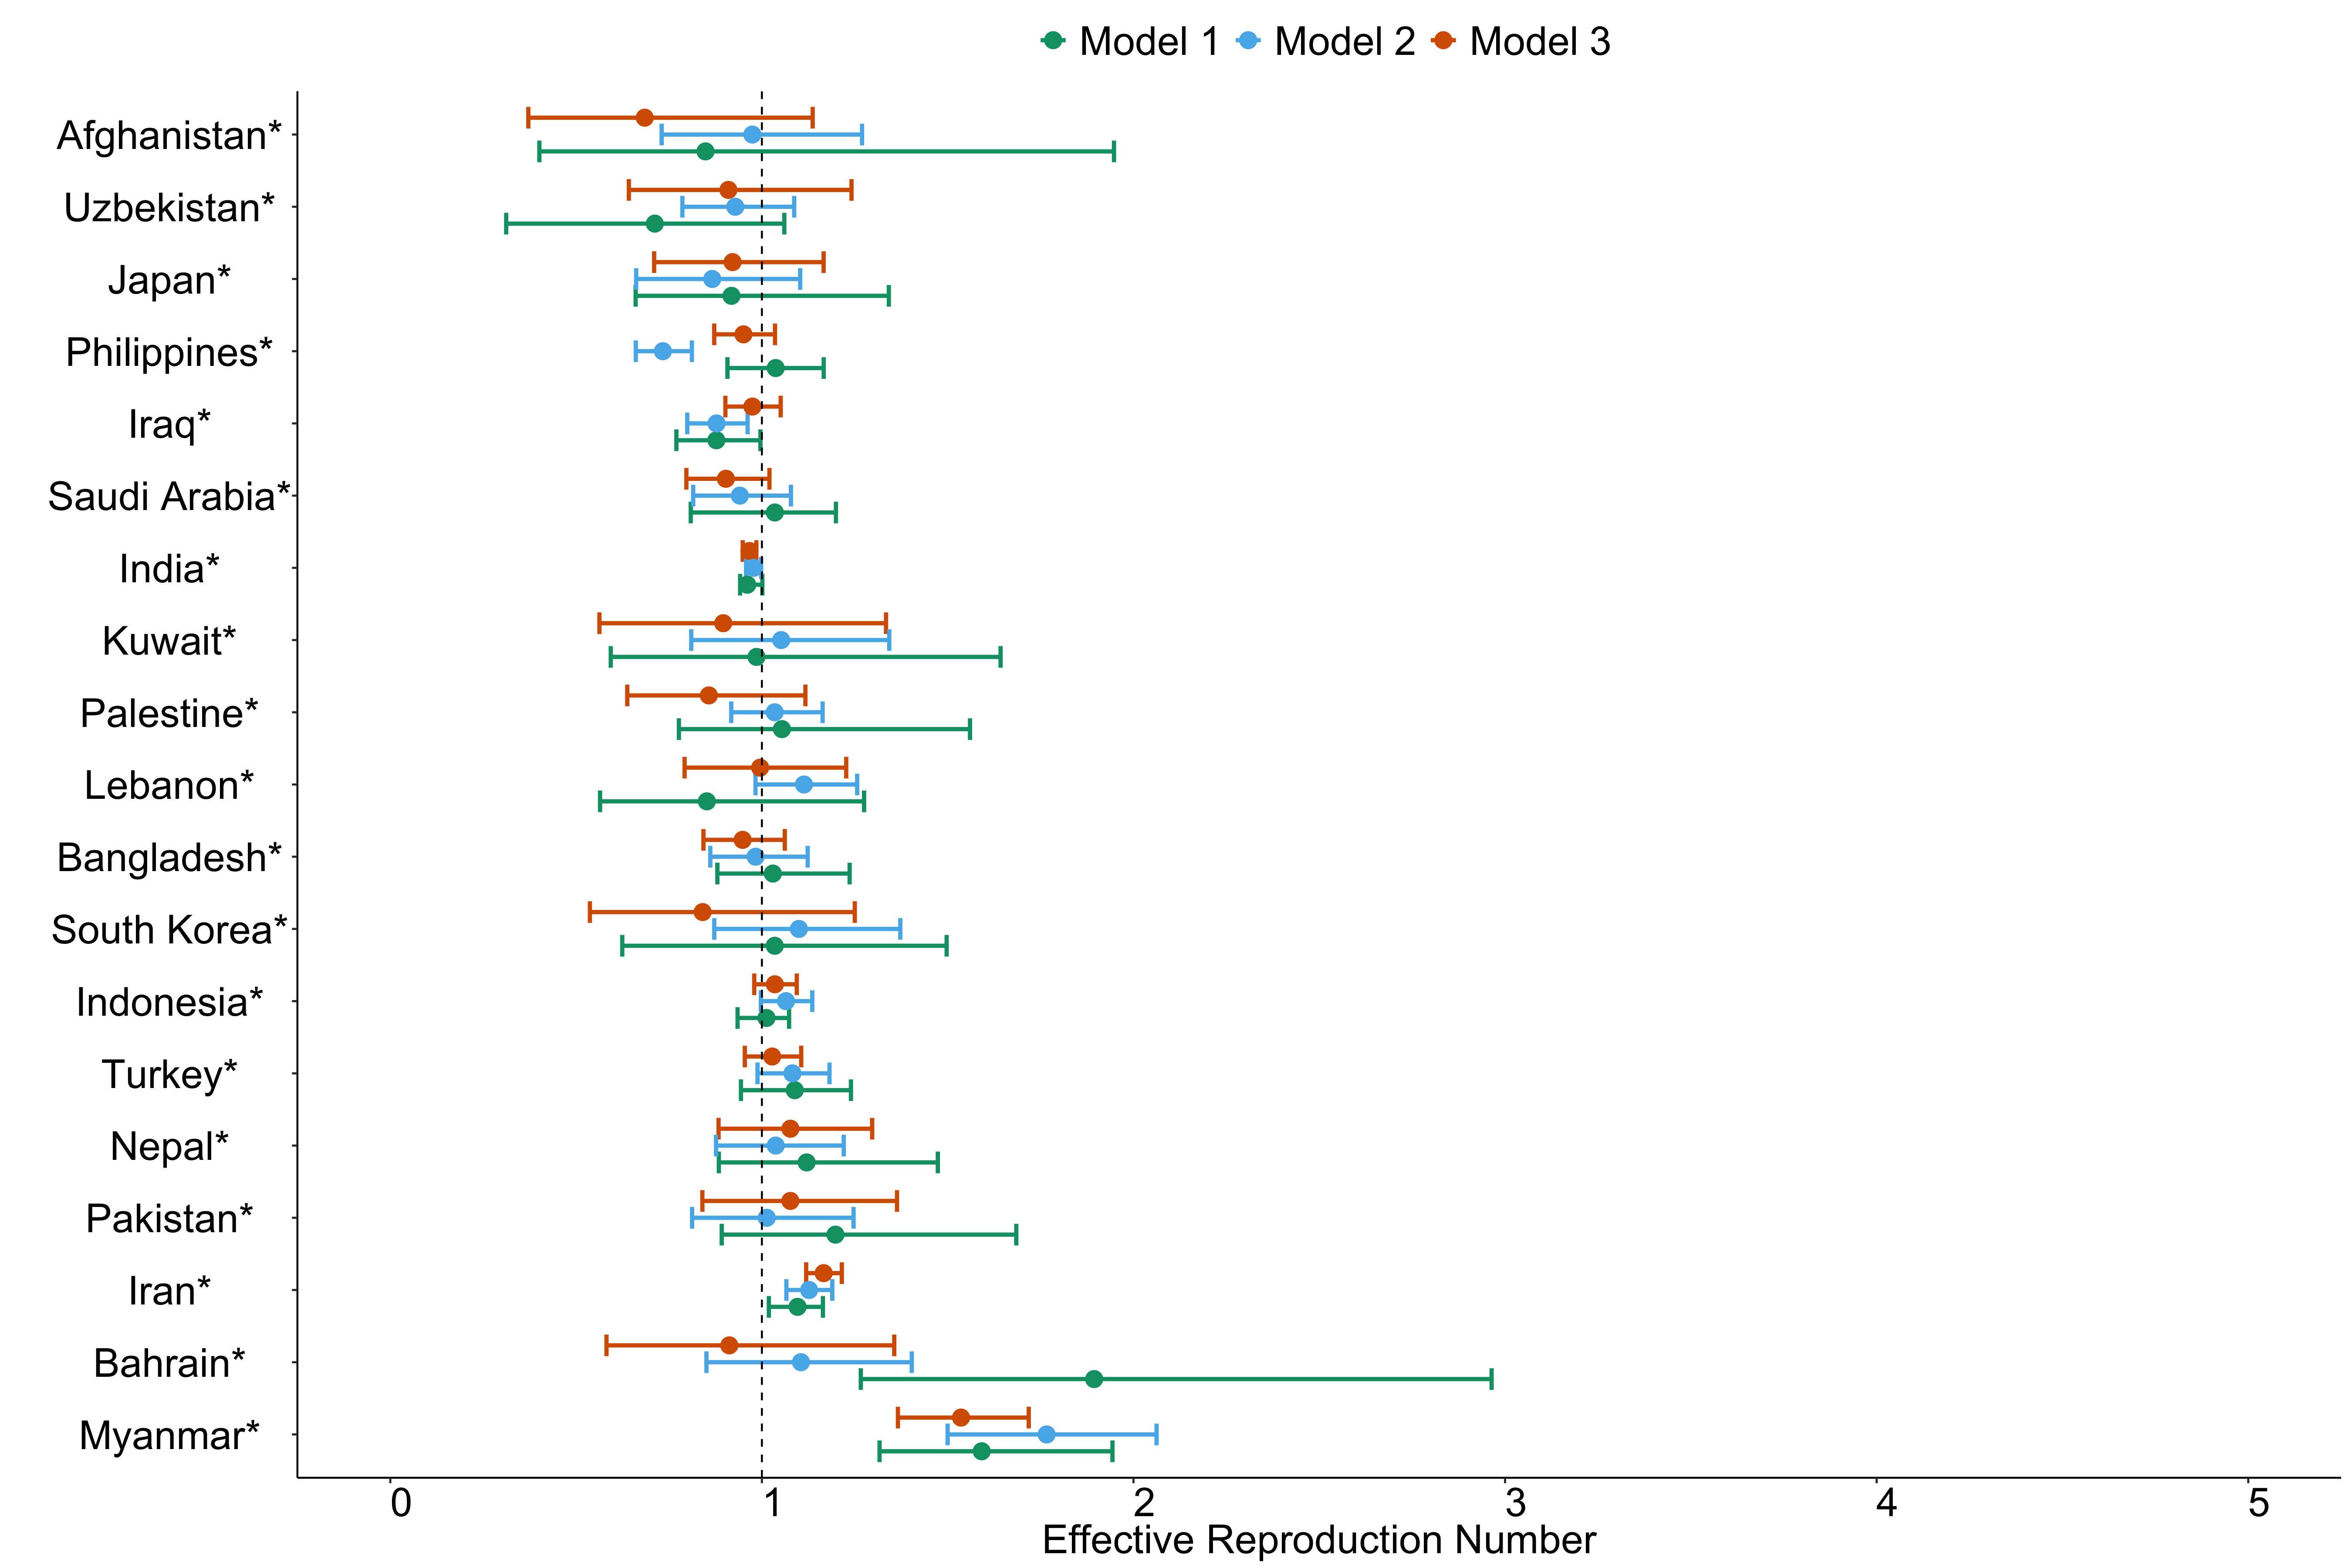 Model 1 Model 2 Model 3
Afghanistan*
Uzbekistan*
Japan*
Philippines*
Iraq*
Saudi Arabia*
India*
Kuwait*
Palestine*
Lebanon*
Bangladesh*
South Korea*
Indonesia*
Turkey*
Nepal*
Pakistan*
Iran*
Bahrain*
Myanmar*
0 1 2 3 4 5
Effective Reproduction Number